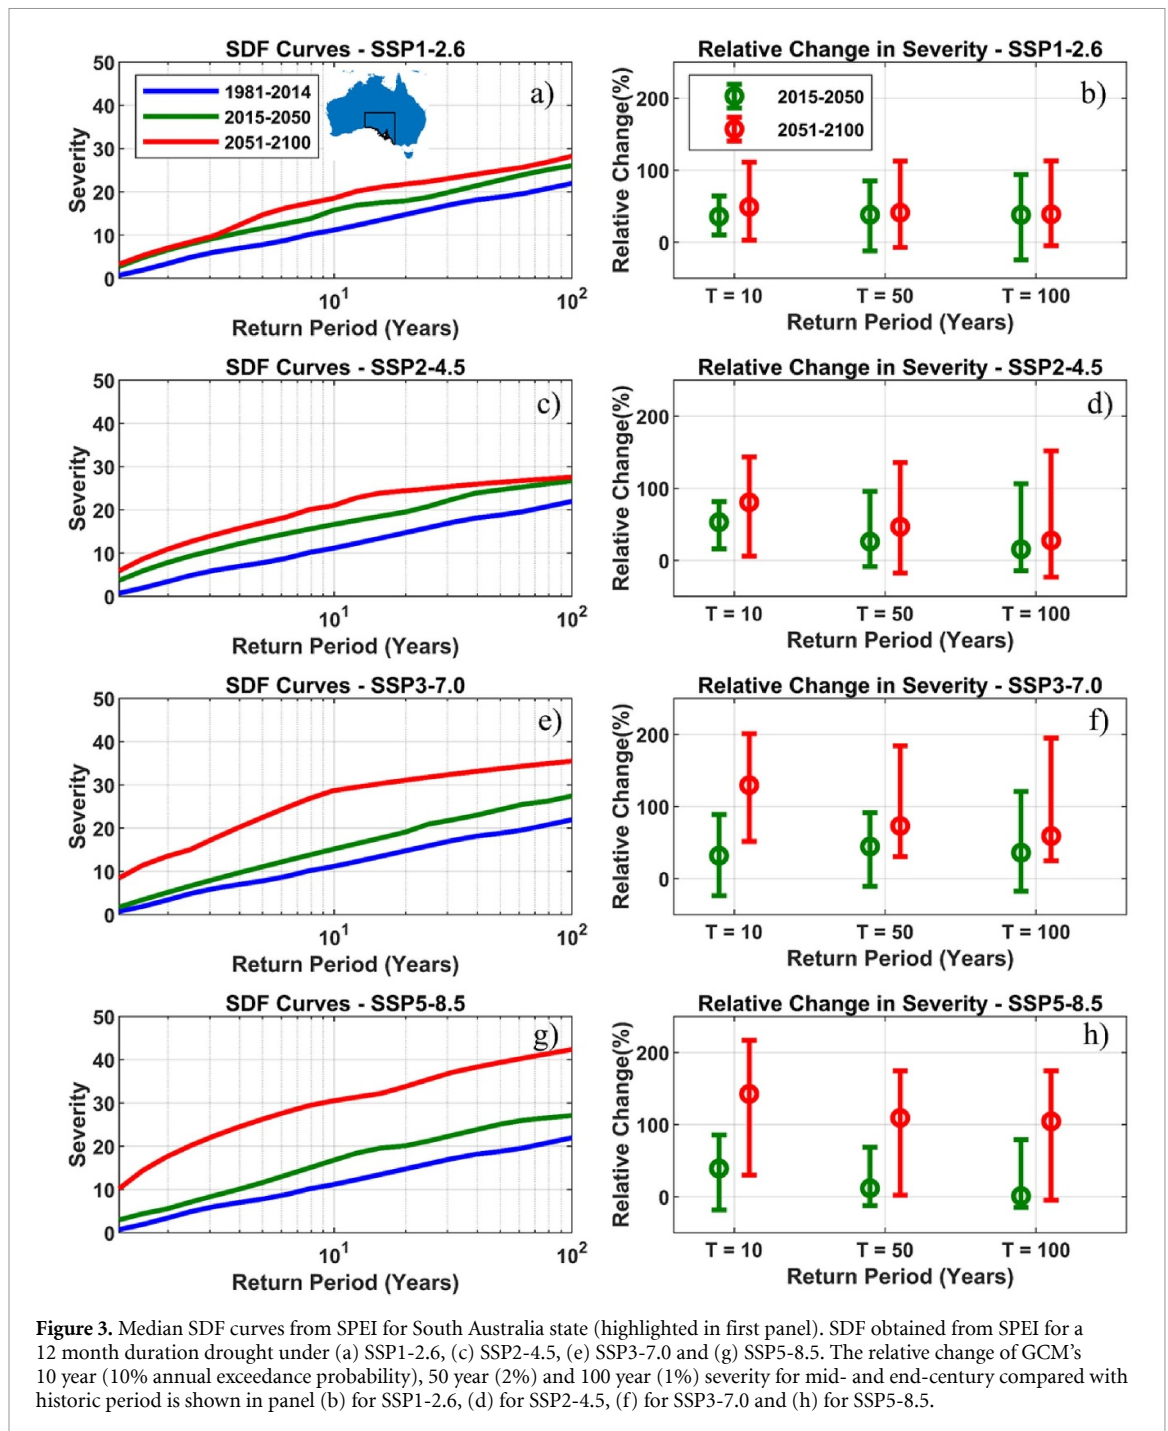 SDF Curves - SSP1-2.6
50
40
30
20
10
0
Severity
1981-2014
2015-2050
2051-2100
a)
10^1
10^2
Return Period (Years)
Relative Change in Severity - SSP1-2.6
200
100
0
Relative Change(%)
2015-2050
2051-2100
b)
T = 10
T = 50
T = 100
Return Period (Years)
SDF Curves - SSP2-4.5
50
40
30
20
10
0
Severity
c)
10^1
10^2
Return Period (Years)
Relative Change in Severity - SSP2-4.5
200
100
0
Relative Change(%)
d)
T = 10
T = 50
T = 100
Return Period (Years)
SDF Curves - SSP3-7.0
50
40
30
20
10
0
Severity
e)
10^1
10^2
Return Period (Years)
Relative Change in Severity - SSP3-7.0
200
100
0
Relative Change(%)
f)
T = 10
T = 50
T = 100
Return Period (Years)
SDF Curves - SSP5-8.5
50
40
30
20
10
0
Severity
g)
10^1
10^2
Return Period (Years)
Relative Change in Severity - SSP5-8.5
200
100
0
Relative Change(%)
h)
T = 10
T = 50
T = 100
Return Period (Years)
Figure 3. Median SDF curves from SPEI for South Australia state (highlighted in first panel). SDF obtained from SPEI for a
12 month duration drought under (a) SSP1-2.6, (c) SSP2-4.5, (e) SSP3-7.0 and (g) SSP5-8.5. The relative change of GCM's
10 year (10% annual exceedance probability), 50 year (2%) and 100 year (1%) severity for mid- and end-century compared with
historic period is shown in panel (b) for SSP1-2.6, (d) for SSP2-4.5, (f) for SSP3-7.0 and (h) for SSP5-8.5.